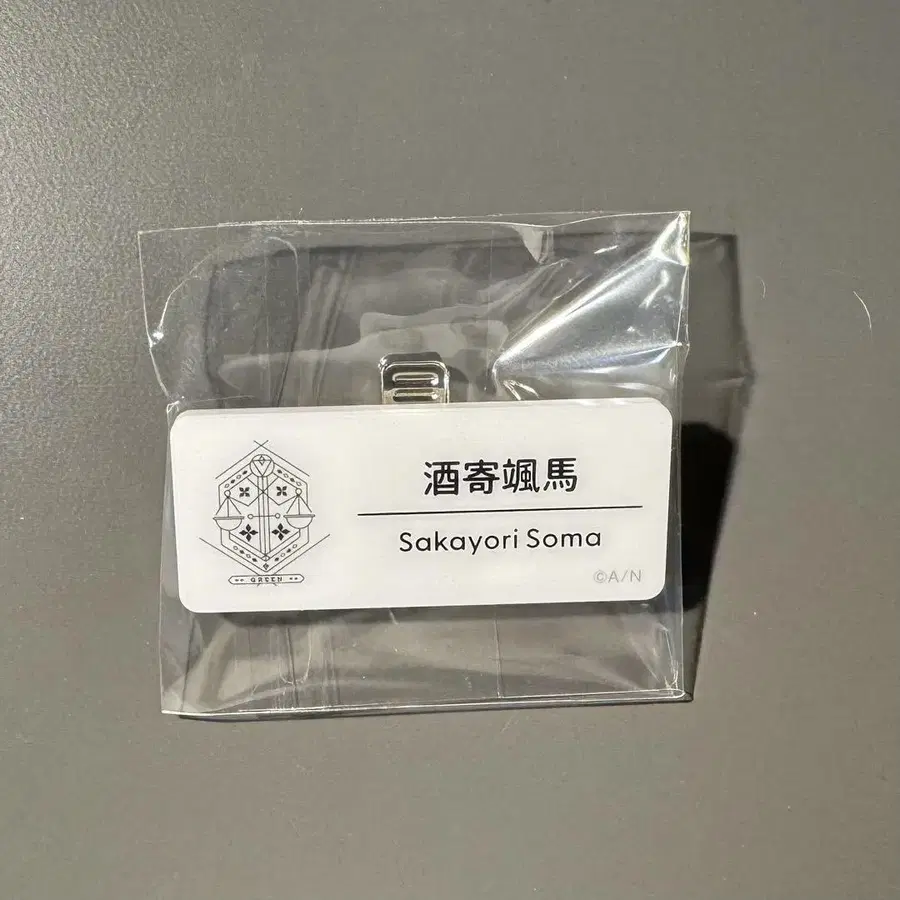 酒寄颯馬
Sakayori Soma
©A/N
GREEN